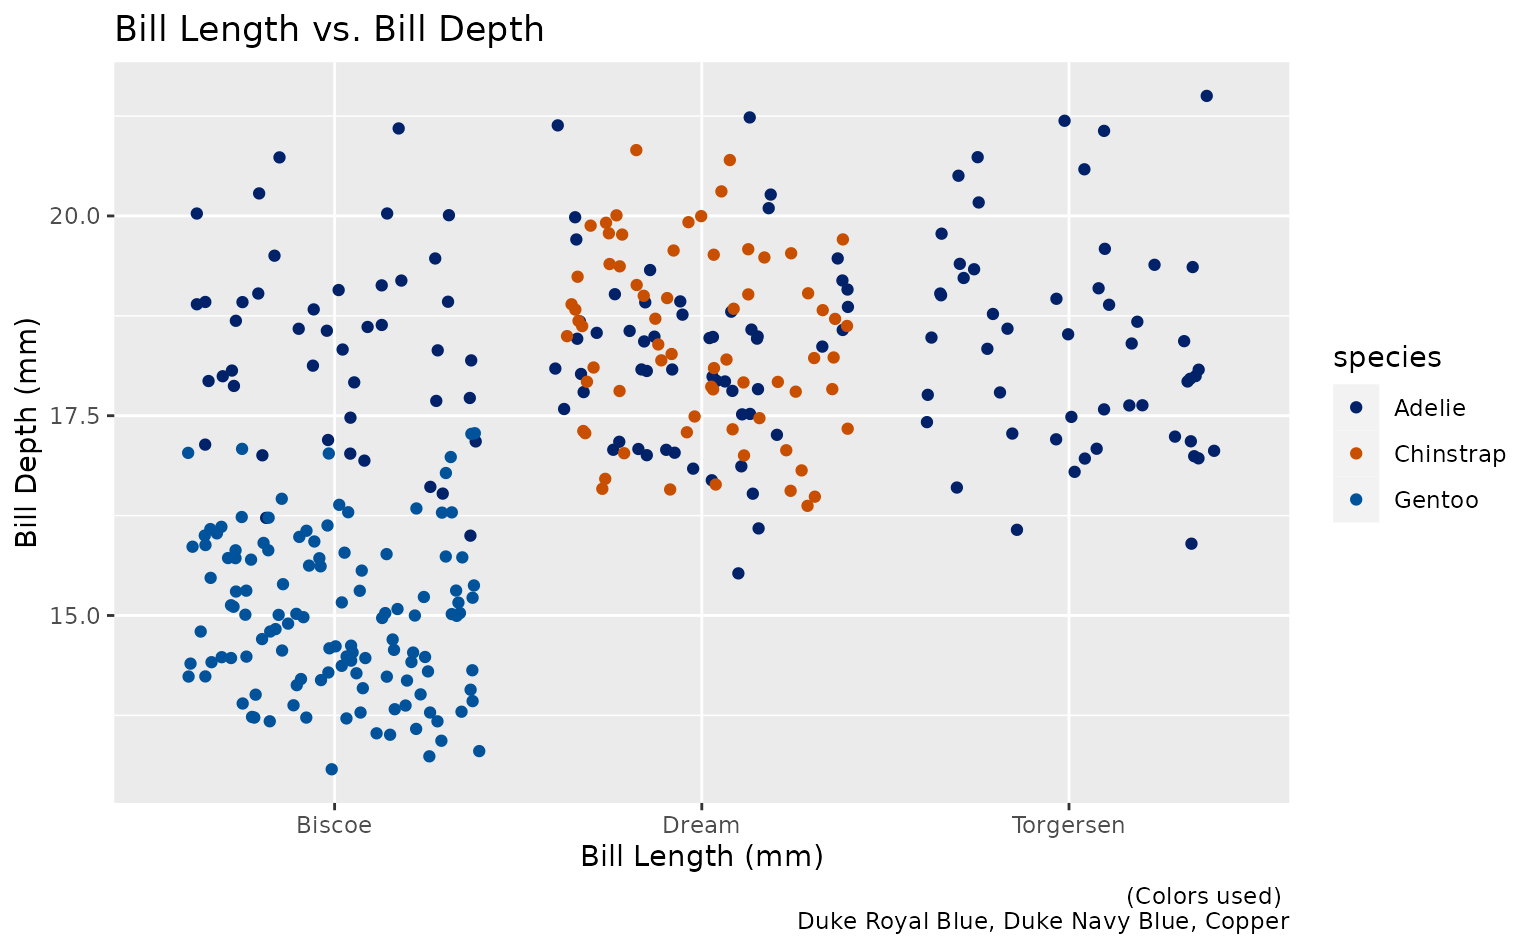 Bill Length vs. Bill Depth
Bill Depth (mm)
20.0
17.5
15.0
Biscoe Dream Torgersen
Bill Length (mm)
species
Adelie
Chinstrap
Gentoo
(Colors used)
Duke Royal Blue, Duke Navy Blue, Copper